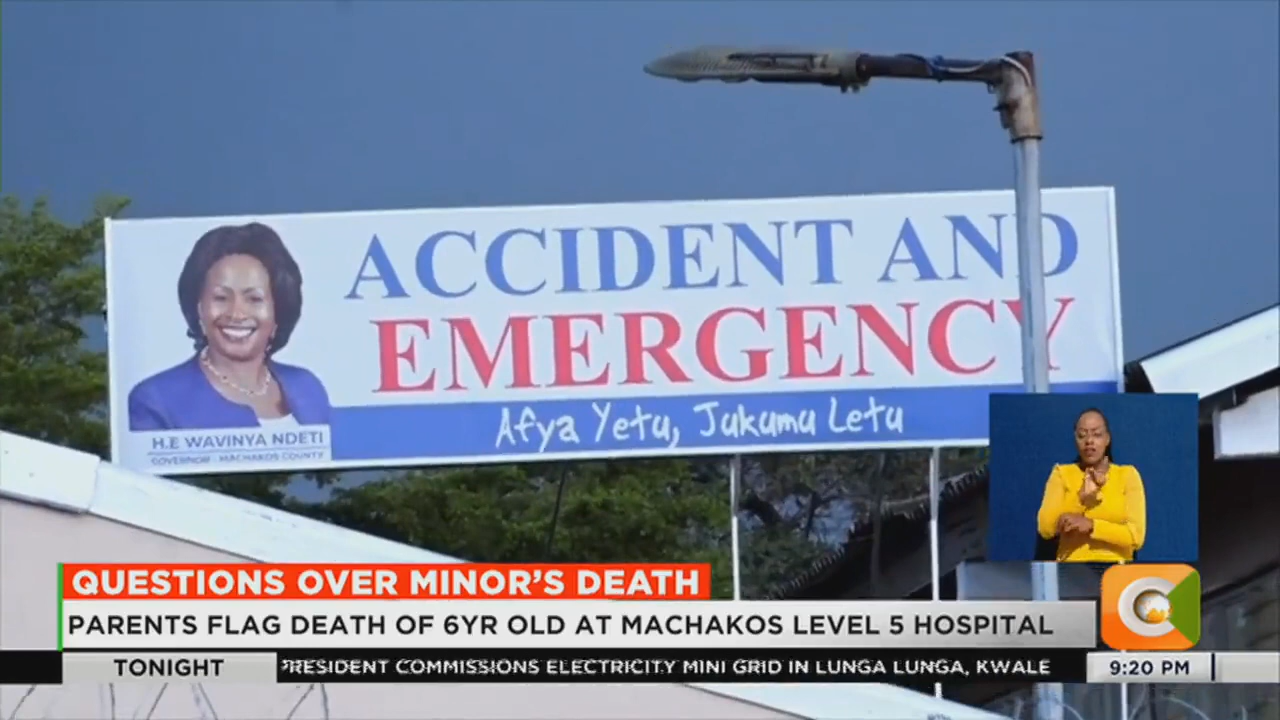 ACCIDENT AND
EMERGENCY
Afya Yetu, Jukumu Letu
H.E WAVINYA NDETI
GOVERNOR - MACHAKOS COUNTY
QUESTIONS OVER MINOR'S DEATH
PARENTS FLAG DEATH OF 6YR OLD AT MACHAKOS LEVEL 5 HOSPITAL
TONIGHT
PRESIDENT COMMISSIONS ELECTRICITY MINI GRID IN LUNGA LUNGA, KWALE
9:20 PM